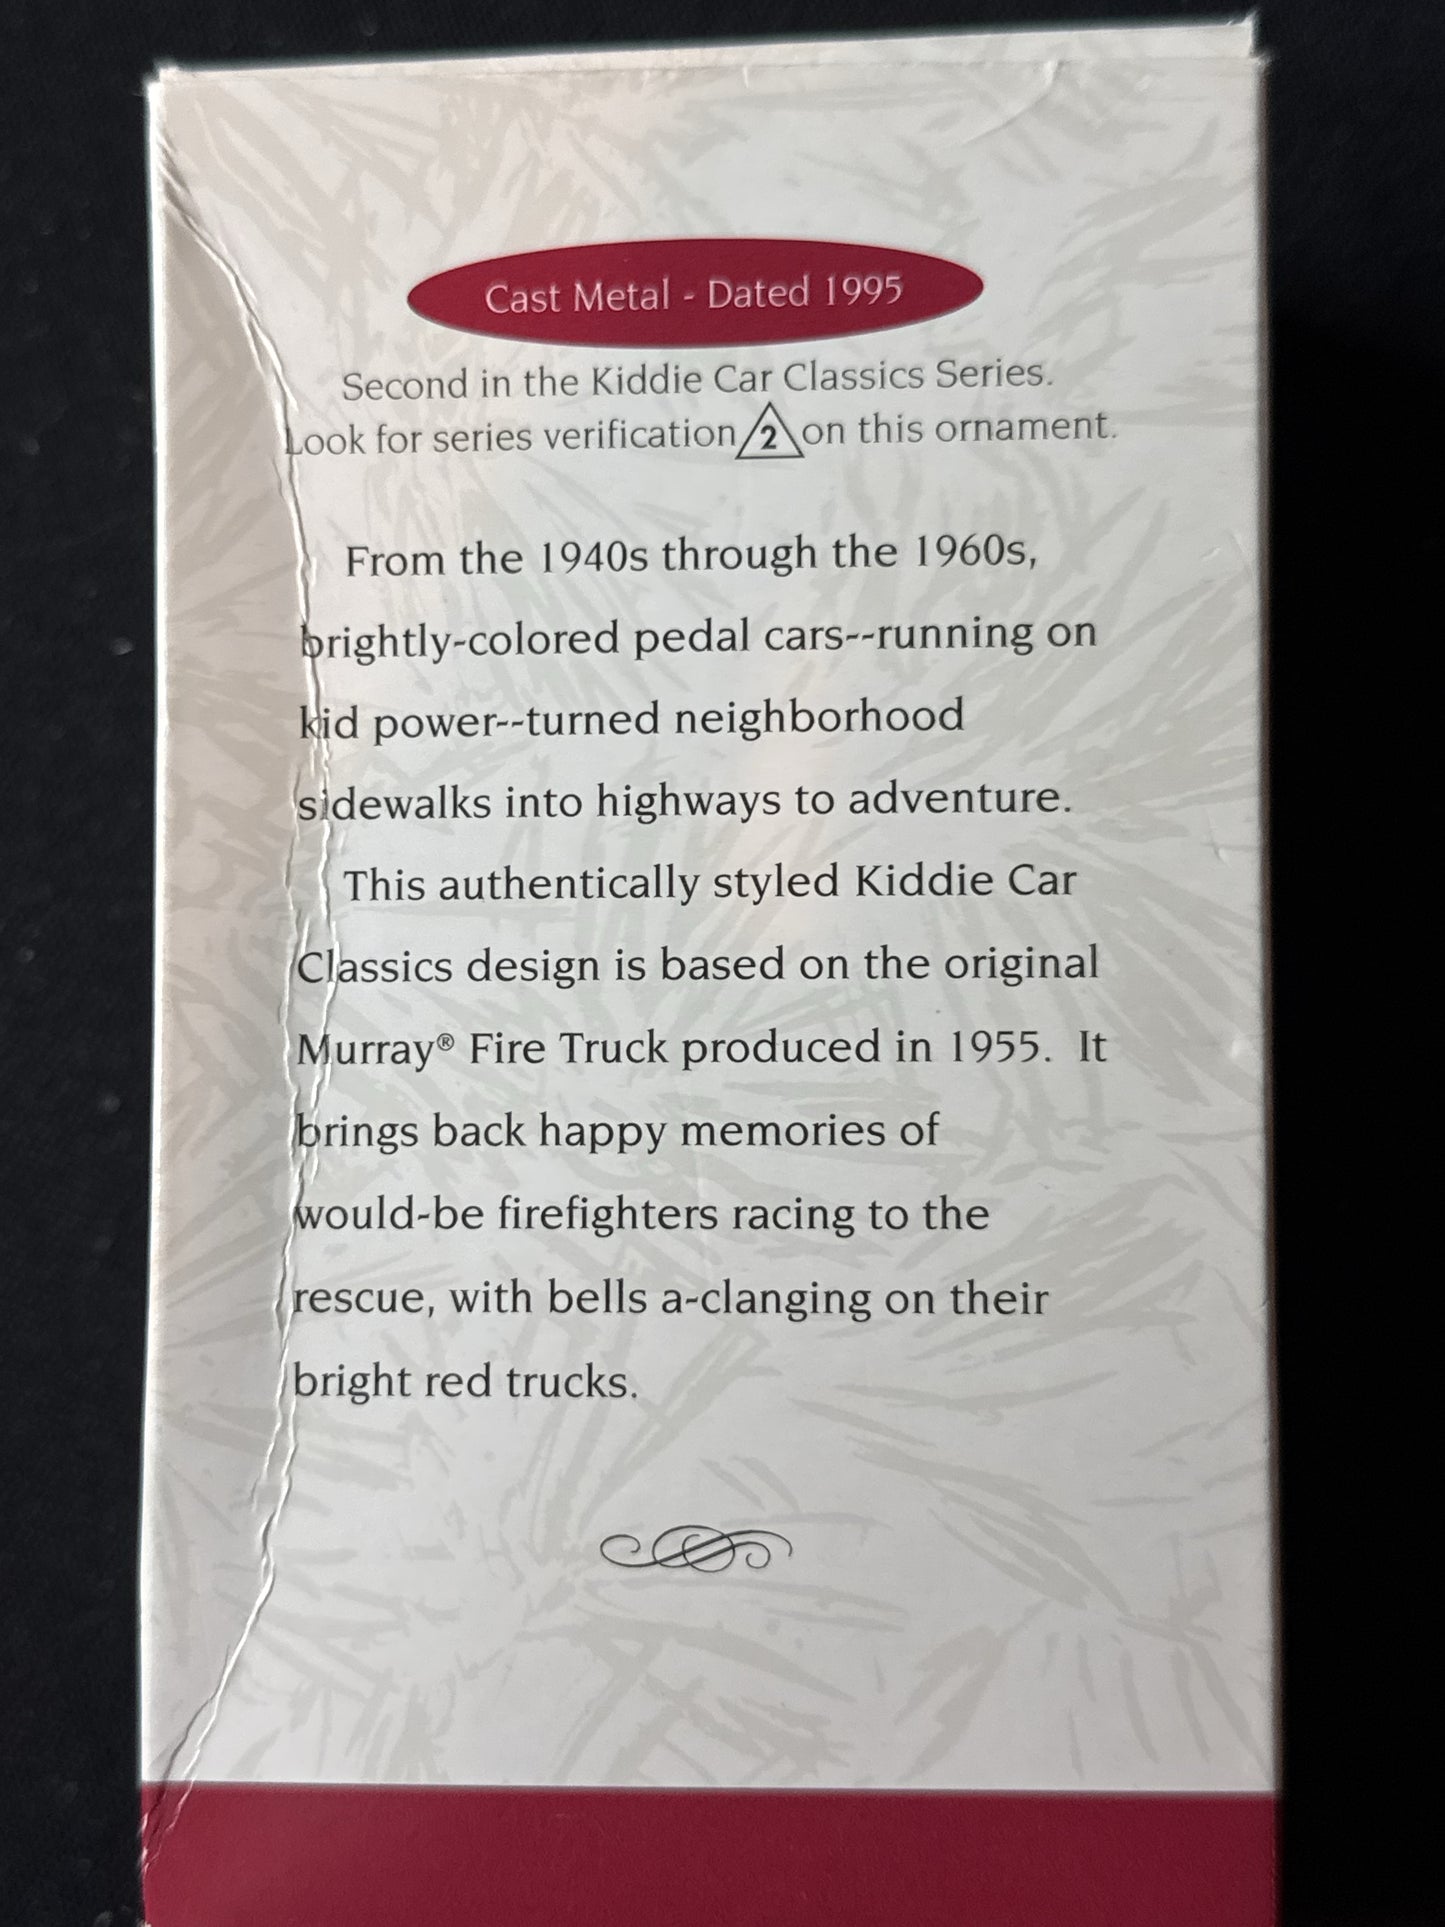 Cast Metal - Dated 1995
Second in the Kiddie Car Classics Series.
Look for series verification 2 on this ornament.
From the 1940s through the 1960s,
brightly-colored pedal cars--running on
kid power--turned neighborhood
sidewalks into highways to adventure.
This authentically styled Kiddie Car
Classics design is based on the original
Murray® Fire Truck produced in 1955. It
brings back happy memories of
would-be firefighters racing to the
rescue, with bells a-clanging on their
bright red trucks.